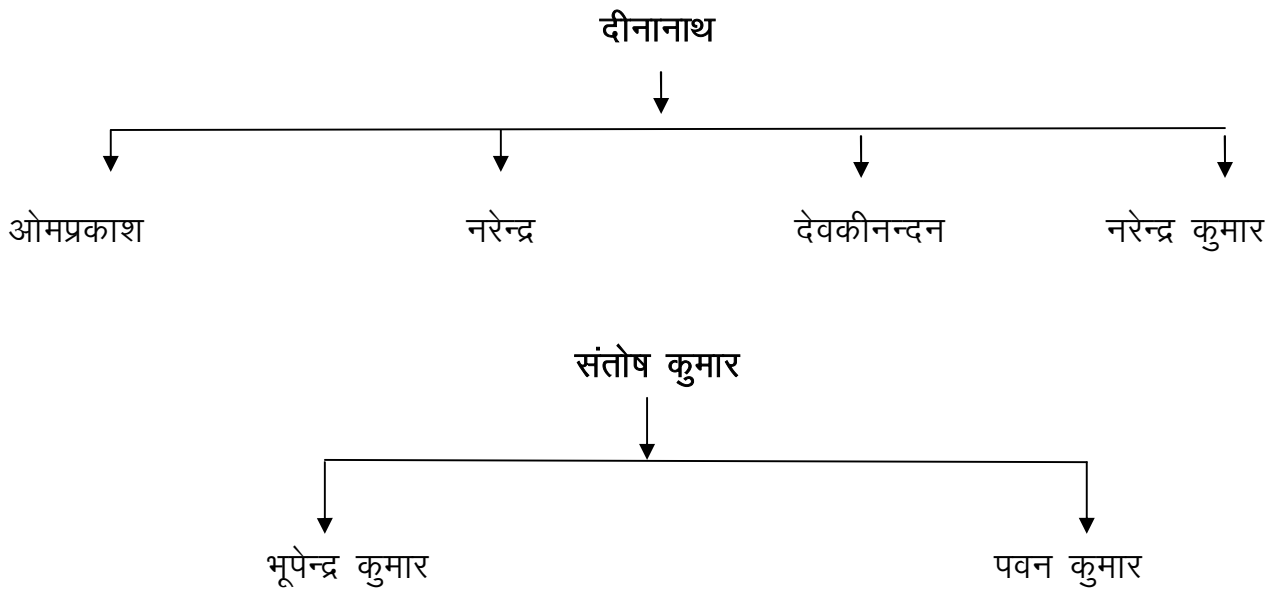 दीनानाथ
ओमप्रकाश नरेन्द्र देवकीनन्दन नरेन्द्र कुमार
संतोष कुमार
भूपेन्द्र कुमार पवन कुमार